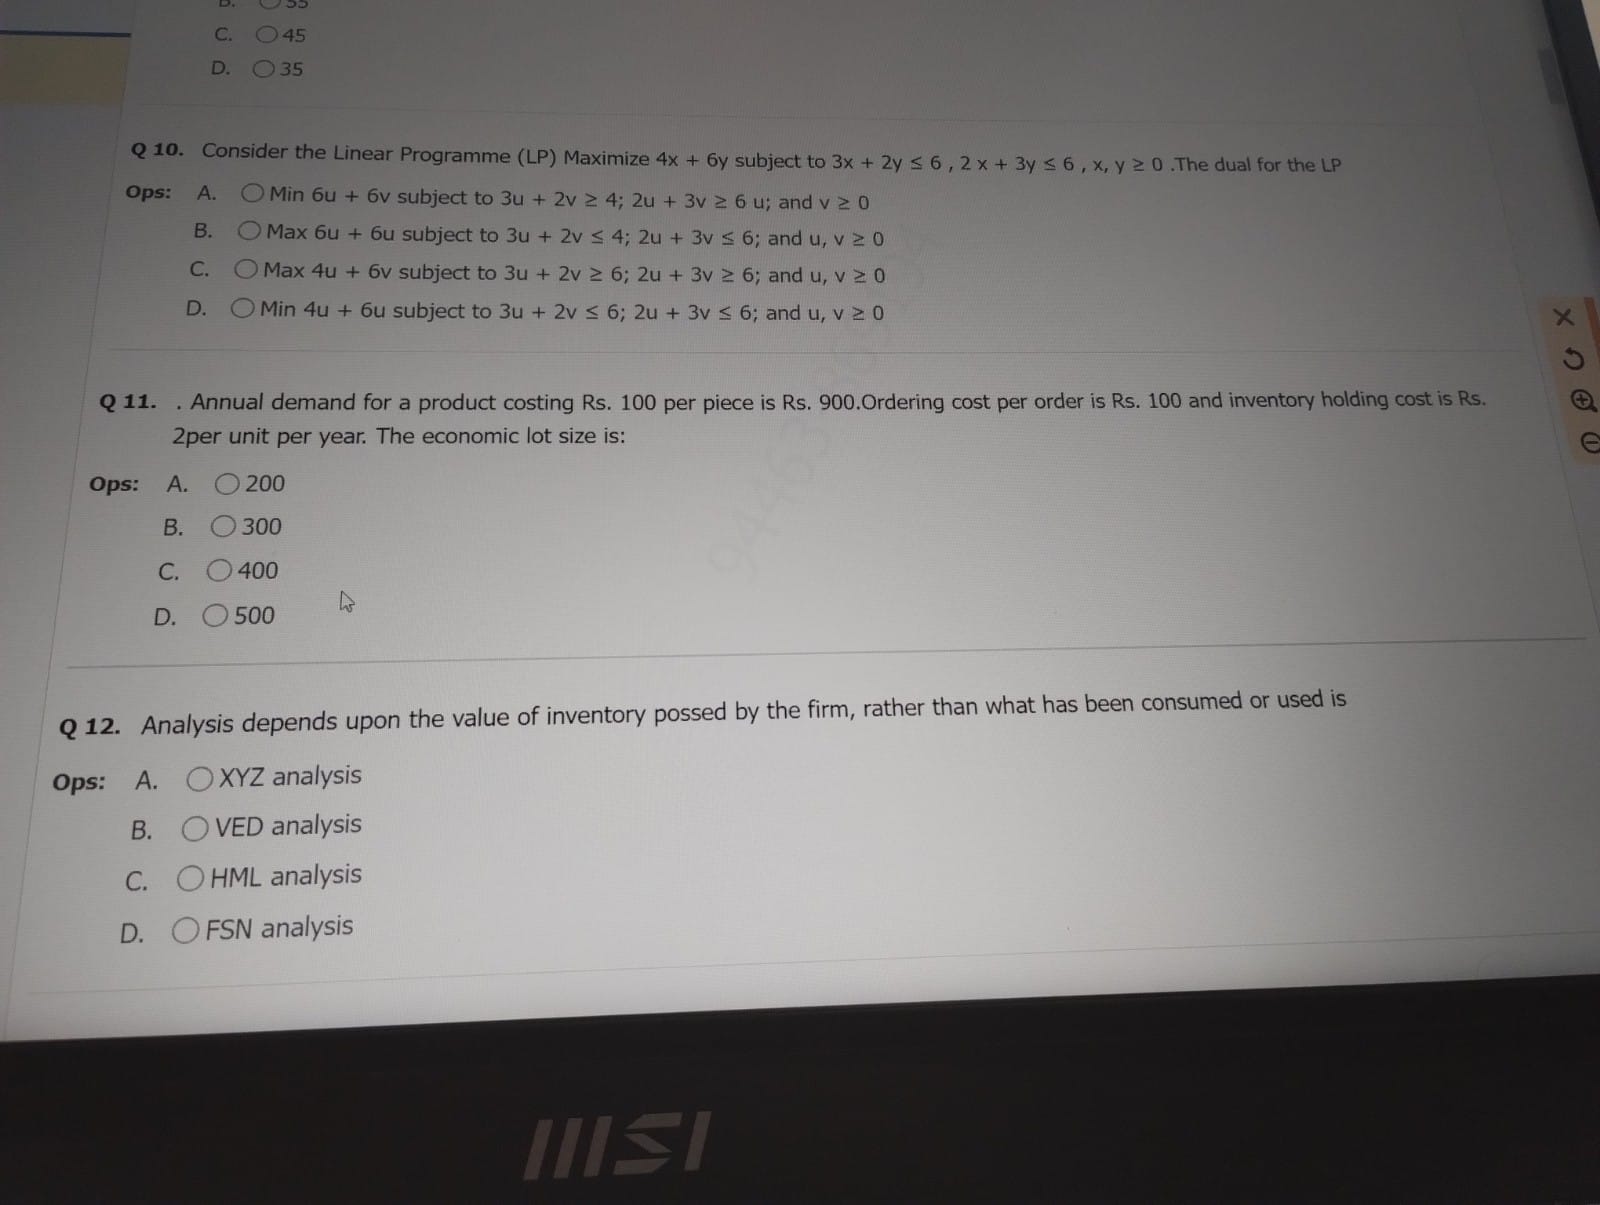 B. 55
C. 45
D. 35
Q 10. Consider the Linear Programme (LP) Maximize 4x + 6y subject to 3x + 2y ≤ 6 , 2 x + 3y ≤ 6 , x, y ≥ 0 .The dual for the LP
Ops: A. Min 6u + 6v subject to 3u + 2v ≥ 4; 2u + 3v ≥ 6 u; and v ≥ 0
B. Max 6u + 6u subject to 3u + 2v ≤ 4; 2u + 3v ≤ 6; and u, v ≥ 0
C. Max 4u + 6v subject to 3u + 2v ≥ 6; 2u + 3v ≥ 6; and u, v ≥ 0
D. Min 4u + 6u subject to 3u + 2v ≤ 6; 2u + 3v ≤ 6; and u, v ≥ 0
Q 11. . Annual demand for a product costing Rs. 100 per piece is Rs. 900.Ordering cost per order is Rs. 100 and inventory holding cost is Rs.
2per unit per year. The economic lot size is:
Ops: A. 200
B. 300
C. 400
D. 500
Q 12. Analysis depends upon the value of inventory possed by the firm, rather than what has been consumed or used is
Ops: A. XYZ analysis
B. VED analysis
C. HML analysis
D. FSN analysis
msi